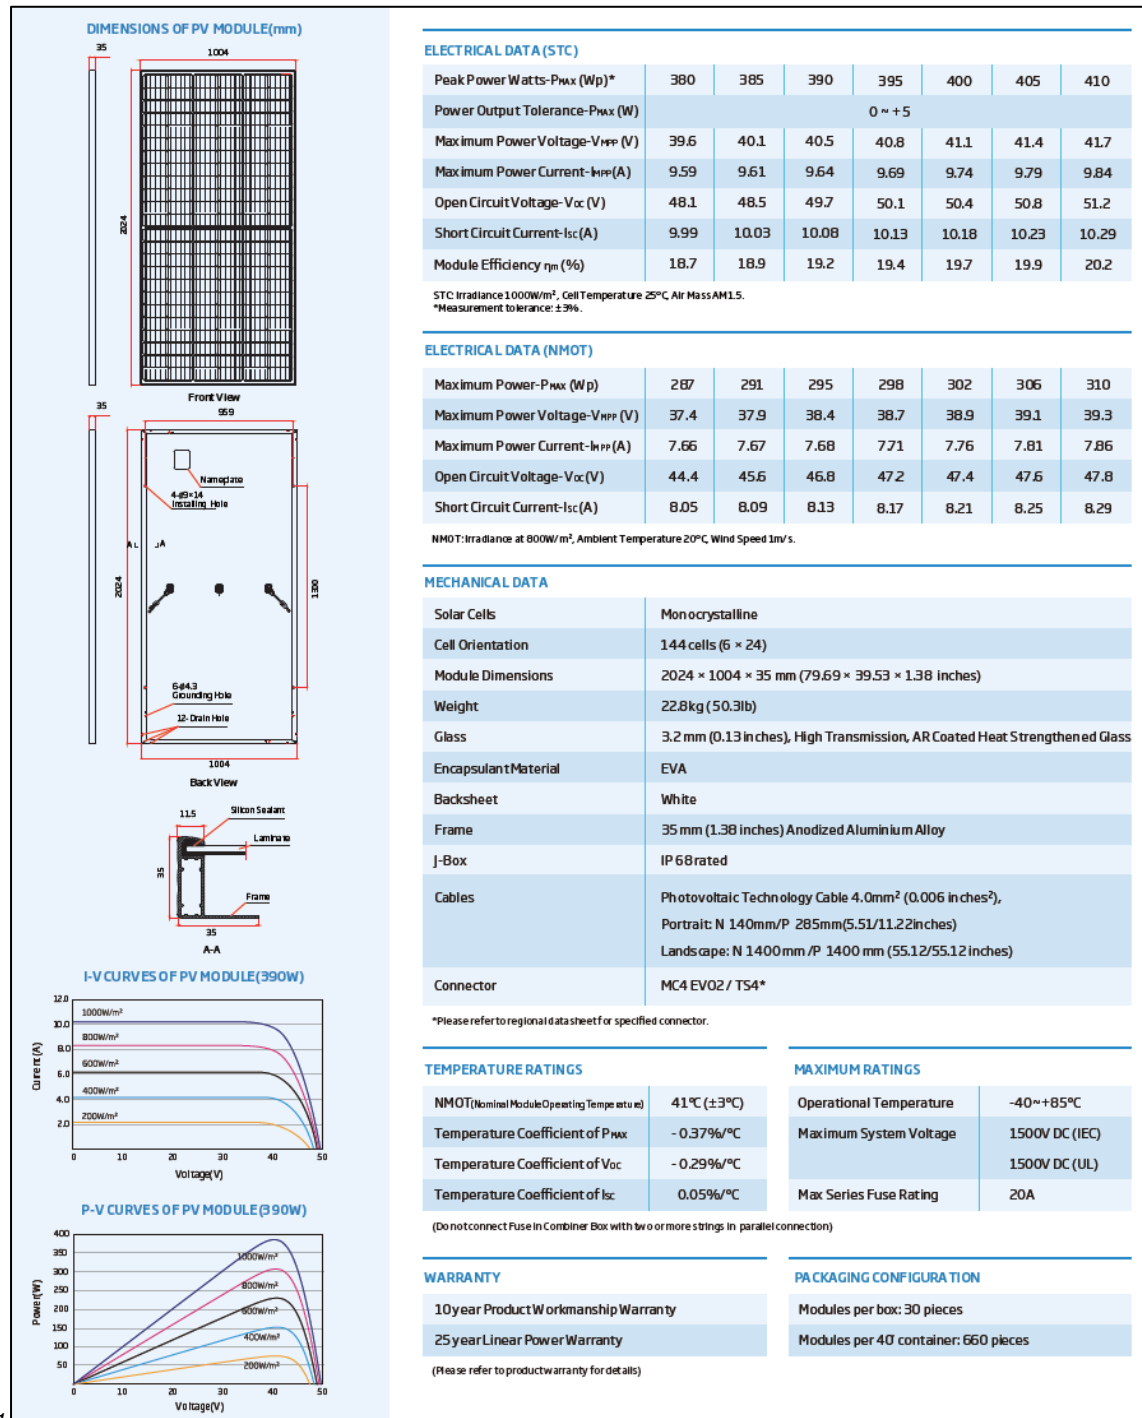 DIMENSIONS OF PV MODULE(mm)
35
1004
2024
Front View
35
959
Nameplate
4-ø9×14
Installing Hole
A
A
2024
1300
6-ø4.3
Grounding Hole
12-Drain Hole
1004
Back View
11.5
Silicon Sealant
Laminate
35
Frame
35
A-A
I-V CURVES OF PV MODULE(390W)
12.0
10.0
8.0
6.0
4.0
2.0
Current (A)
1000W/m²
800W/m²
600W/m²
400W/m²
200W/m²
0 10 20 30 40 50
Voltage(V)
P-V CURVES OF PV MODULE(390W)
400
350
300
250
200
150
100
50
Power(W)
1000W/m²
800W/m²
600W/m²
400W/m²
200W/m²
0 10 20 30 40 50
Voltage(V)
ELECTRICAL DATA (STC)
Peak Power Watts-PMAX (Wp)* 380 385 390 395 400 405 410
Power Output Tolerance-PMAX (W) 0 ~ +5
Maximum Power Voltage-VMPP (V) 39.6 40.1 40.5 40.8 41.1 41.4 41.7
Maximum Power Current-IMPP (A) 9.59 9.61 9.64 9.69 9.74 9.79 9.84
Open Circuit Voltage-VOC (V) 48.1 48.5 49.7 50.1 50.4 50.8 51.2
Short Circuit Current-ISC (A) 9.99 10.03 10.08 10.13 10.18 10.23 10.29
Module Efficiency ηm (%) 18.7 18.9 19.2 19.4 19.7 19.9 20.2
STC: Irradiance 1000W/m², Cell Temperature 25°C, Air Mass AM1.5.
*Measurement tolerance: ±3%.
ELECTRICAL DATA (NMOT)
Maximum Power-PMAX (Wp) 287 291 295 298 302 306 310
Maximum Power Voltage-VMPP (V) 37.4 37.9 38.4 38.7 38.9 39.1 39.3
Maximum Power Current-IMPP (A) 7.66 7.67 7.68 7.71 7.76 7.81 7.86
Open Circuit Voltage-VOC (V) 44.4 45.6 46.8 47.2 47.4 47.6 47.8
Short Circuit Current-ISC (A) 8.05 8.09 8.13 8.17 8.21 8.25 8.29
NMOT: Irradiance at 800W/m², Ambient Temperature 20°C, Wind Speed 1m/s.
MECHANICAL DATA
Solar Cells Monocrystalline
Cell Orientation 144 cells (6 × 24)
Module Dimensions 2024 × 1004 × 35 mm (79.69 × 39.53 × 1.38 inches)
Weight 22.8kg (50.3lb)
Glass 3.2 mm (0.13 inches), High Transmission, AR Coated Heat Strengthened Glass
Encapsulant Material EVA
Backsheet White
Frame 35 mm (1.38 inches) Anodized Aluminium Alloy
J-Box IP 68 rated
Cables Photovoltaic Technology Cable 4.0mm² (0.006 inches²),
Portrait: N 140mm/P 285mm(5.51/11.22inches)
Landscape: N 1400 mm /P 1400 mm (55.12/55.12 inches)
Connector MC4 EVO2 / TS4*
*Please refer to regional datasheet for specified connector.
TEMPERATURE RATINGS
NMOT(Nominal Module Operating Temperature) 41°C (±3°C)
Temperature Coefficient of PMAX - 0.37%/°C
Temperature Coefficient of VOC - 0.29%/°C
Temperature Coefficient of ISC 0.05%/°C
(Do not connect Fuse in Combiner Box with two or more strings in parallel connection)
MAXIMUM RATINGS
Operational Temperature -40~+85°C
Maximum System Voltage 1500V DC (IEC)
1500V DC (UL)
Max Series Fuse Rating 20A
WARRANTY
10 year Product Workmanship Warranty
25 year Linear Power Warranty
(Please refer to product warranty for details)
PACKAGING CONFIGURATION
Modules per box: 30 pieces
Modules per 40' container: 660 pieces